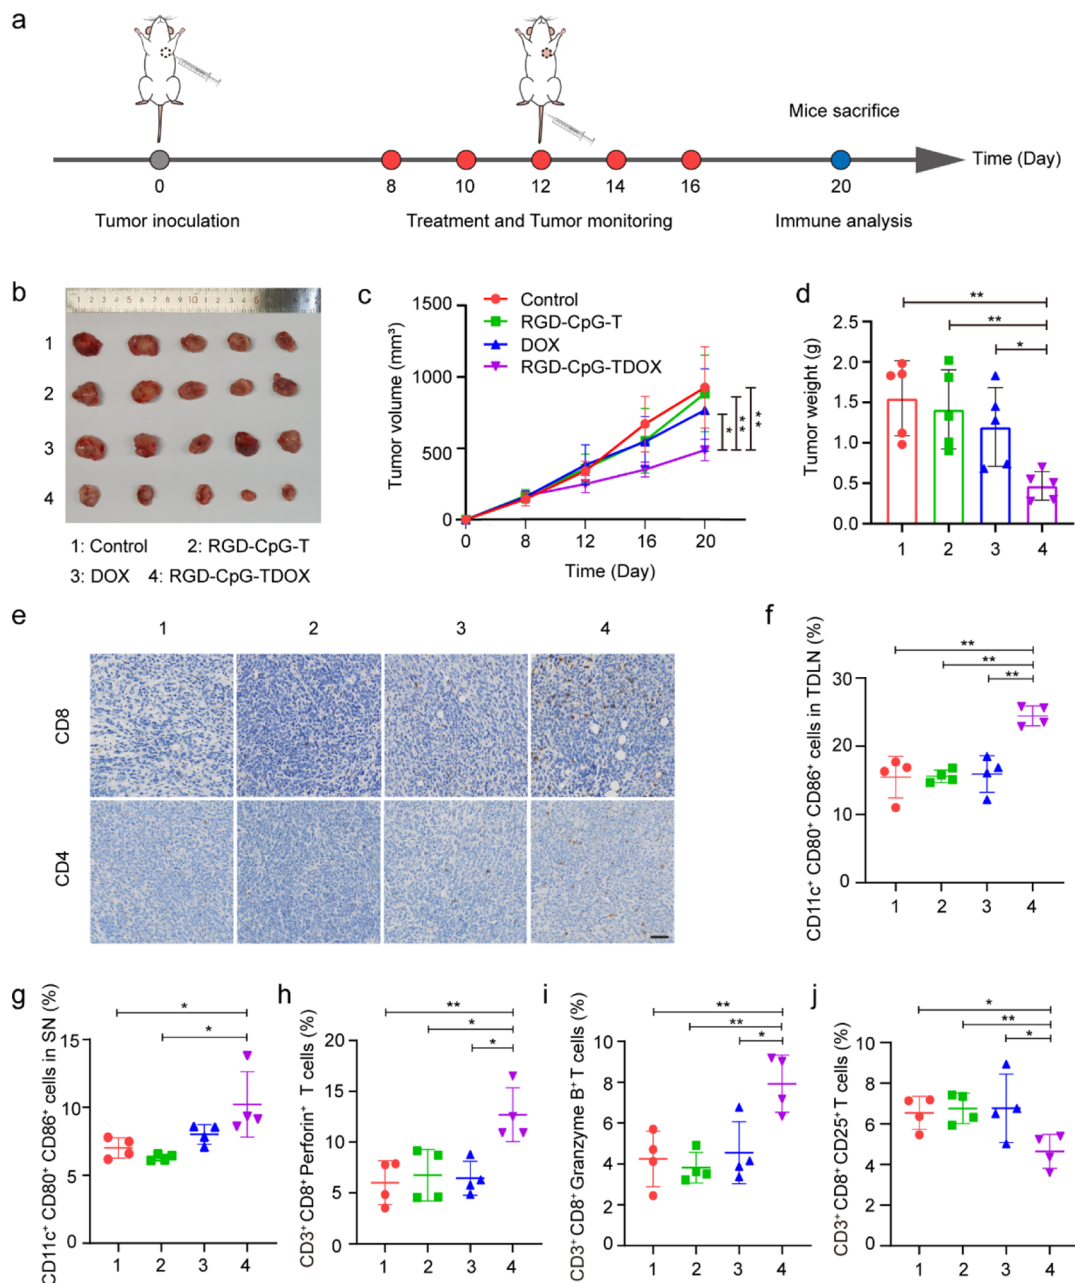 a
Mice sacrifice
Time (Day)
0 8 10 12 14 16 20
Tumor inoculation Treatment and Tumor monitoring Immune analysis
b
1
2
3
4
1: Control 2: RGD-CpG-T
3: DOX 4: RGD-CpG-TDOX
c
Tumor volume (mm³)
1500
1000
500
0
Control
RGD-CpG-T
DOX
RGD-CpG-TDOX
*
**
**
0 8 12 16 20
Time (Day)
d
Tumor weight (g)
**
**
*
2.5
2.0
1.5
1.0
0.5
0.0
1 2 3 4
e
1 2 3 4
CD8
CD4
f
CD11c⁺ CD80⁺ CD86⁺ cells in TDLN (%)
**
**
**
30
20
10
0
1 2 3 4
g
CD11c⁺ CD80⁺ CD86⁺ cells in SN (%)
*
*
15
10
5
0
1 2 3 4
h
CD3⁺ CD8⁺ Perforin⁺ T cells (%)
**
*
*
20
15
10
5
0
1 2 3 4
i
CD3⁺ CD8⁺ Granzyme B⁺ T cells (%)
**
**
*
10
8
6
4
2
0
1 2 3 4
j
CD3⁺ CD8⁺ CD25⁺ T cells (%)
*
**
*
10
8
6
4
2
0
1 2 3 4